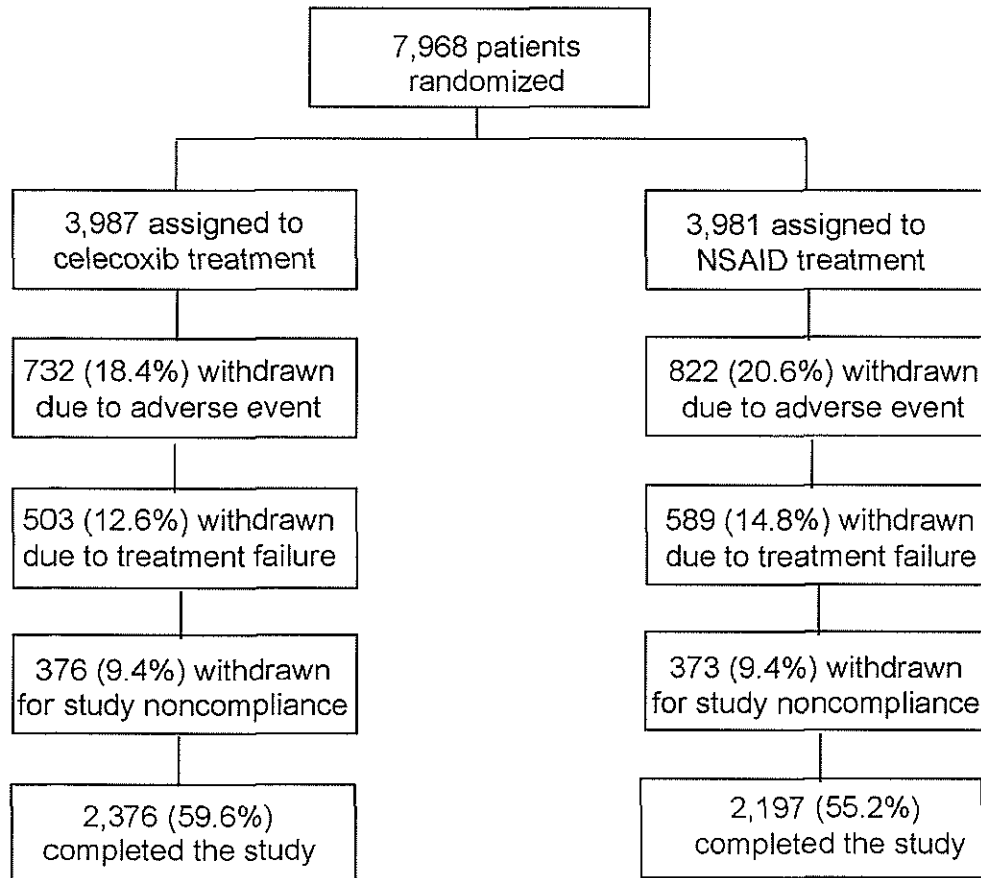 7,968 patients
randomized
3,987 assigned to
celecoxib treatment
3,981 assigned to
NSAID treatment
732 (18.4%) withdrawn
due to adverse event
822 (20.6%) withdrawn
due to adverse event
503 (12.6%) withdrawn
due to treatment failure
589 (14.8%) withdrawn
due to treatment failure
376 (9.4%) withdrawn
for study noncompliance
373 (9.4%) withdrawn
for study noncompliance
2,376 (59.6%)
completed the study
2,197 (55.2%)
completed the study